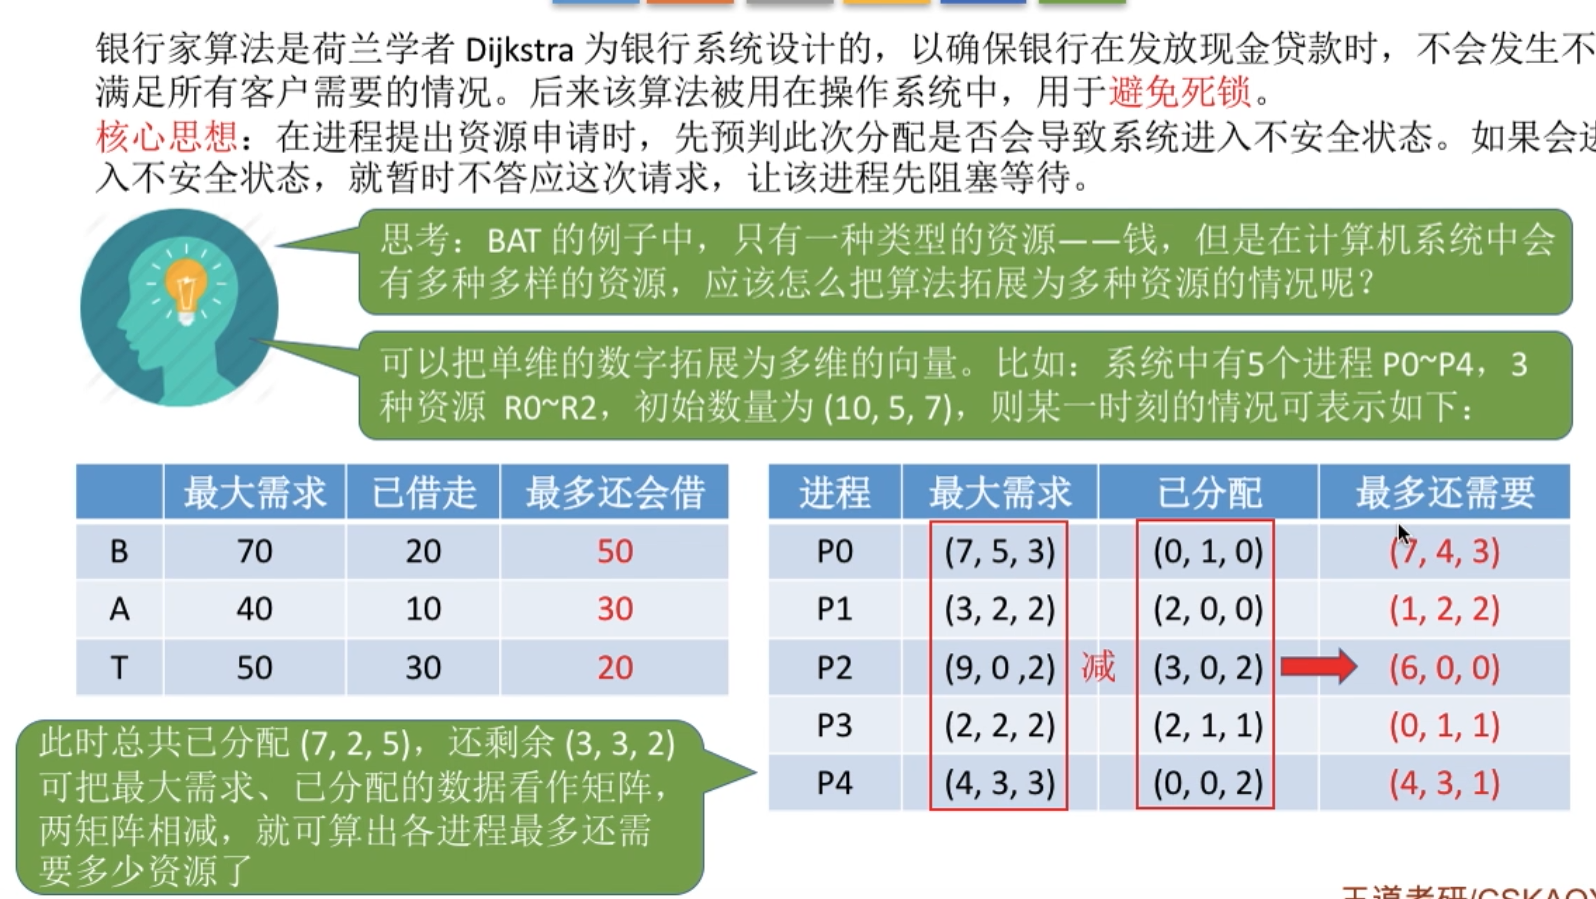 银行家算法是荷兰学者 Dijkstra 为银行系统设计的，以确保银行在发放现金贷款时，不会发生不
满足所有客户需要的情况。后来该算法被用在操作系统中，用于避免死锁。
核心思想：在进程提出资源申请时，先预判此次分配是否会导致系统进入不安全状态。如果会进
入不安全状态，就暂时不答应这次请求，让该进程先阻塞等待。
思考：BAT 的例子中，只有一种类型的资源——钱，但是在计算机系统中会
有多种多样的资源，应该怎么把算法拓展为多种资源的情况呢？
可以把单维的数字拓展为多维的向量。比如：系统中有5个进程 P0~P4，3
种资源 R0~R2，初始数量为 (10, 5, 7)，则某一时刻的情况可表示如下：
最大需求 已借走 最多还会借
B 70 20 50
A 40 10 30
T 50 30 20
进程 最大需求 已分配 最多还需要
P0 (7, 5, 3) (0, 1, 0) (7, 4, 3)
P1 (3, 2, 2) (2, 0, 0) (1, 2, 2)
P2 (9, 0 ,2) 减 (3, 0, 2) (6, 0, 0)
P3 (2, 2, 2) (2, 1, 1) (0, 1, 1)
P4 (4, 3, 3) (0, 0, 2) (4, 3, 1)
此时总共已分配 (7, 2, 5)，还剩余 (3, 3, 2)
可把最大需求、已分配的数据看作矩阵，
两矩阵相减，就可算出各进程最多还需
要多少资源了